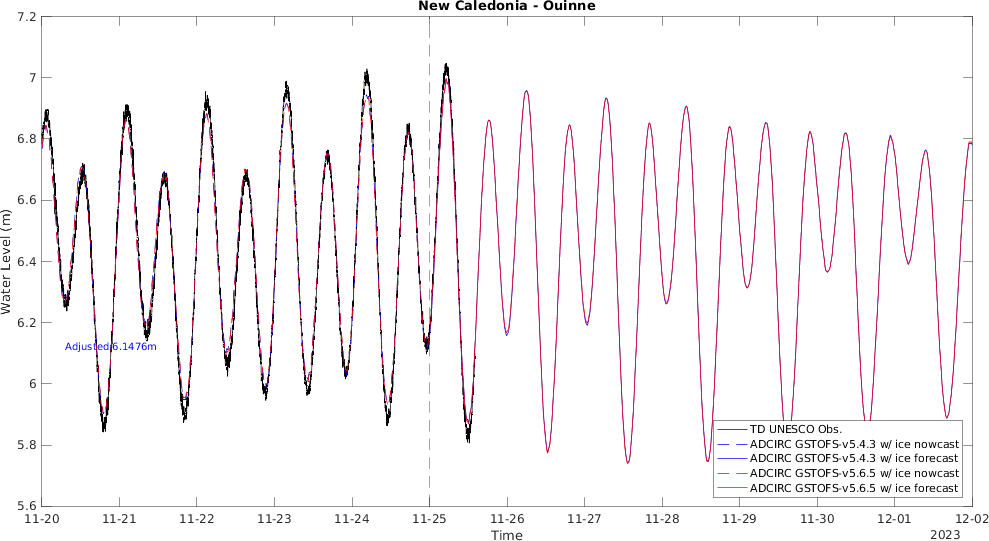 New Caledonia - Ouinne
7.2
7
6.8
6.6
6.4
6.2
6
5.8
5.6
Water Level (m)
Adjusted 6.1476m
TD UNESCO Obs.
ADCIRC GSTOFS-v5.4.3 w/ ice nowcast
ADCIRC GSTOFS-v5.4.3 w/ ice forecast
ADCIRC GSTOFS-v5.6.5 w/ ice nowcast
ADCIRC GSTOFS-v5.6.5 w/ ice forecast
11-20 11-21 11-22 11-23 11-24 11-25 11-26 11-27 11-28 11-29 11-30 12-01 12-02
Time
2023